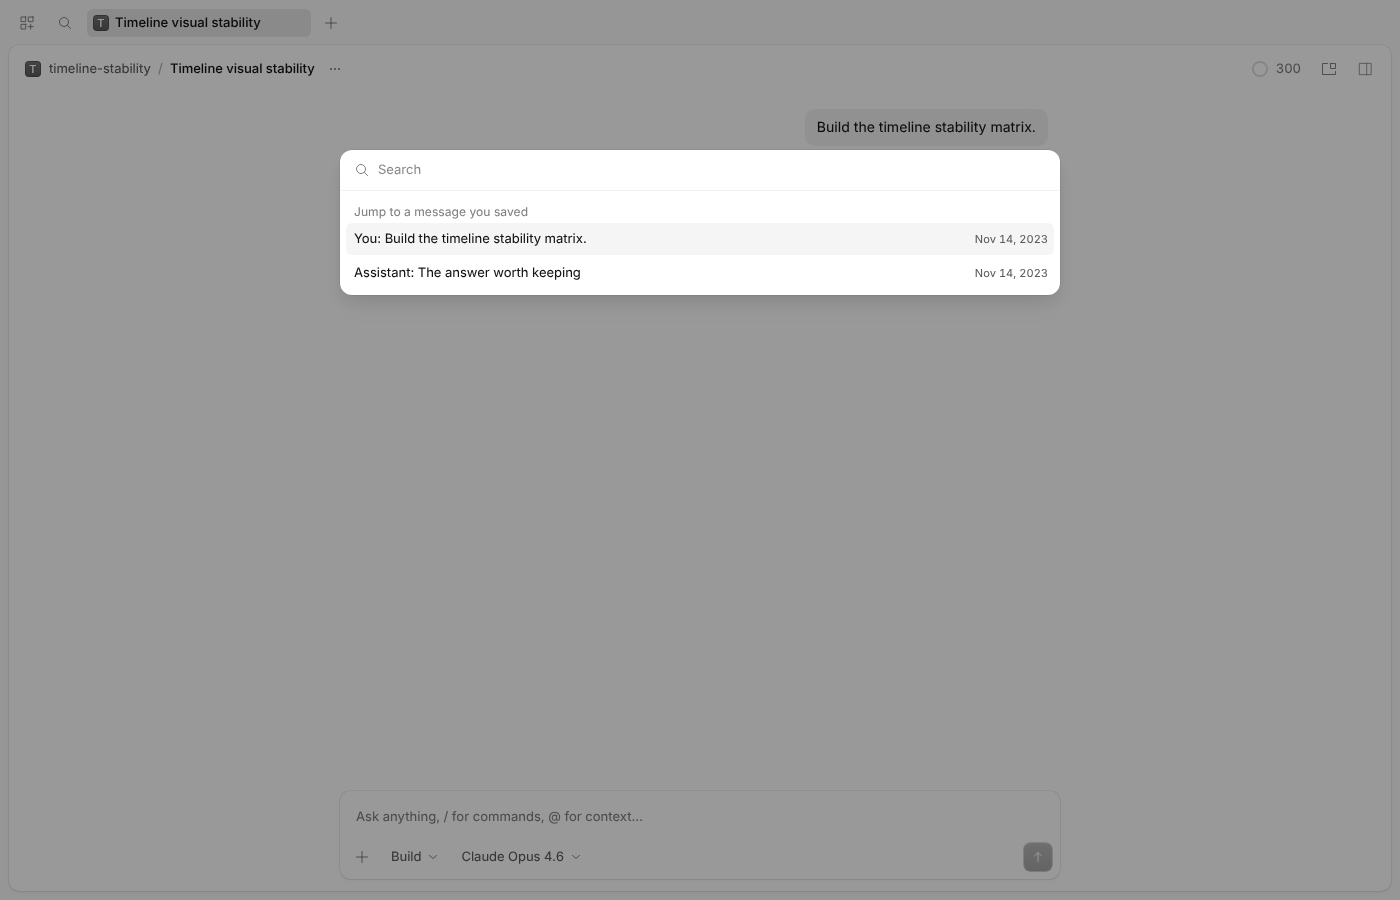 T Timeline visual stability
T timeline-stability / Timeline visual stability ...
300
Build the timeline stability matrix.
Search
Jump to a message you saved
You: Build the timeline stability matrix. Nov 14, 2023
Assistant: The answer worth keeping Nov 14, 2023
Ask anything, / for commands, @ for context...
Build Claude Opus 4.6